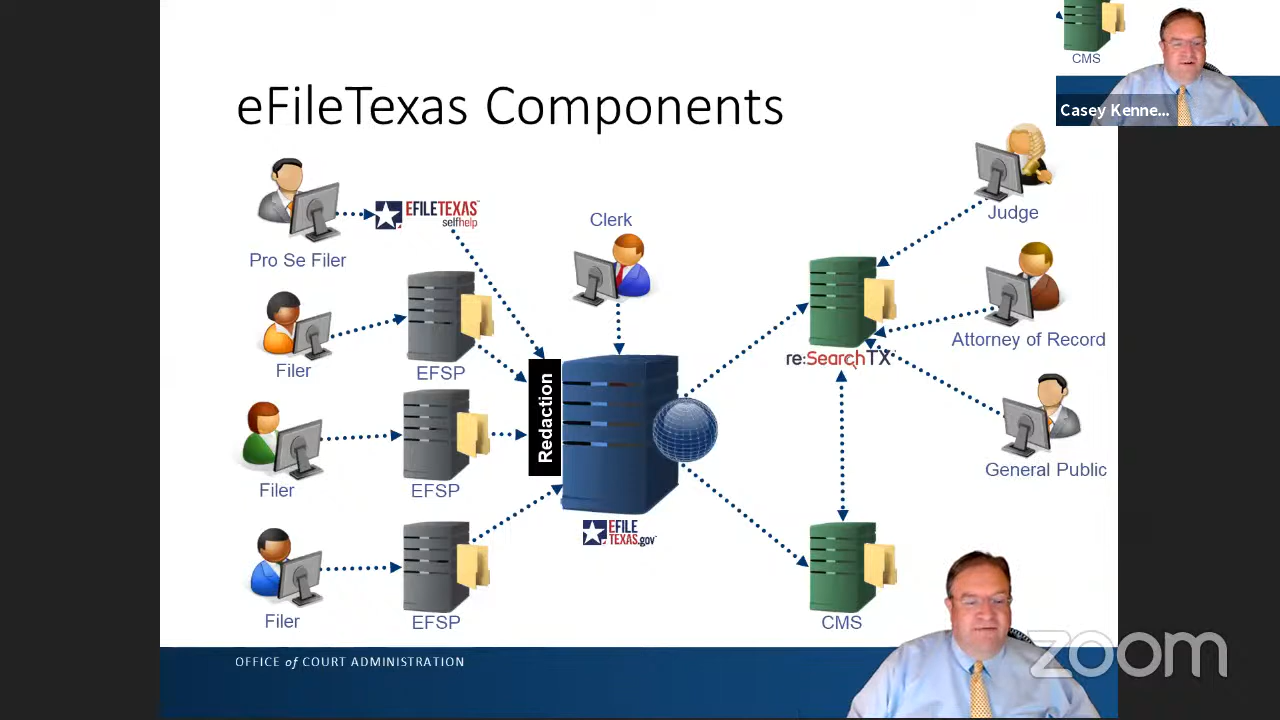 eFileTexas Components
CMS
Casey Kenne...
Pro Se Filer
EFILETEXAS
selfhelp
Clerk
Judge
Filer
EFSP
Redaction
re:SearchTX
Attorney of Record
Filer
EFSP
EFILE
TEXAS.gov
General Public
Filer
EFSP
CMS
OFFICE of COURT ADMINISTRATION
zoom